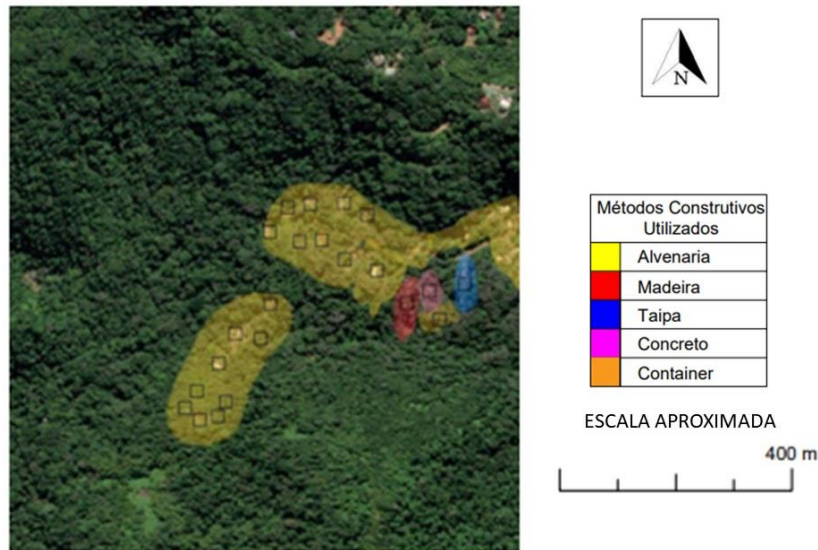 N
Métodos Construtivos
Utilizados
Alvenaria
Madeira
Taipa
Concreto
Container
ESCALA APROXIMADA
400 m